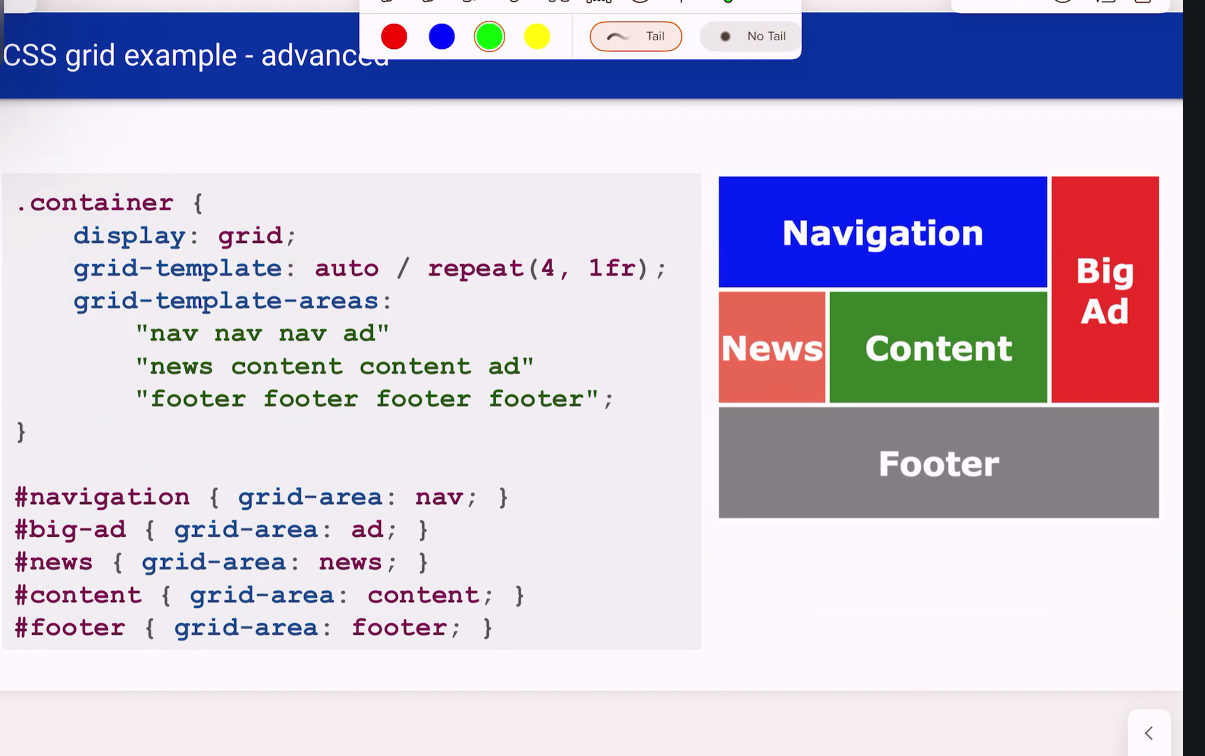 Tail
No Tail
CSS grid example - advanced
.container {
display: grid;
grid-template: auto / repeat(4, 1fr);
grid-template-areas:
"nav nav nav ad"
"news content content ad"
"footer footer footer footer";
}
#navigation { grid-area: nav; }
#big-ad { grid-area: ad; }
#news { grid-area: news; }
#content { grid-area: content; }
#footer { grid-area: footer; }
Navigation
Big
Ad
News
Content
Footer